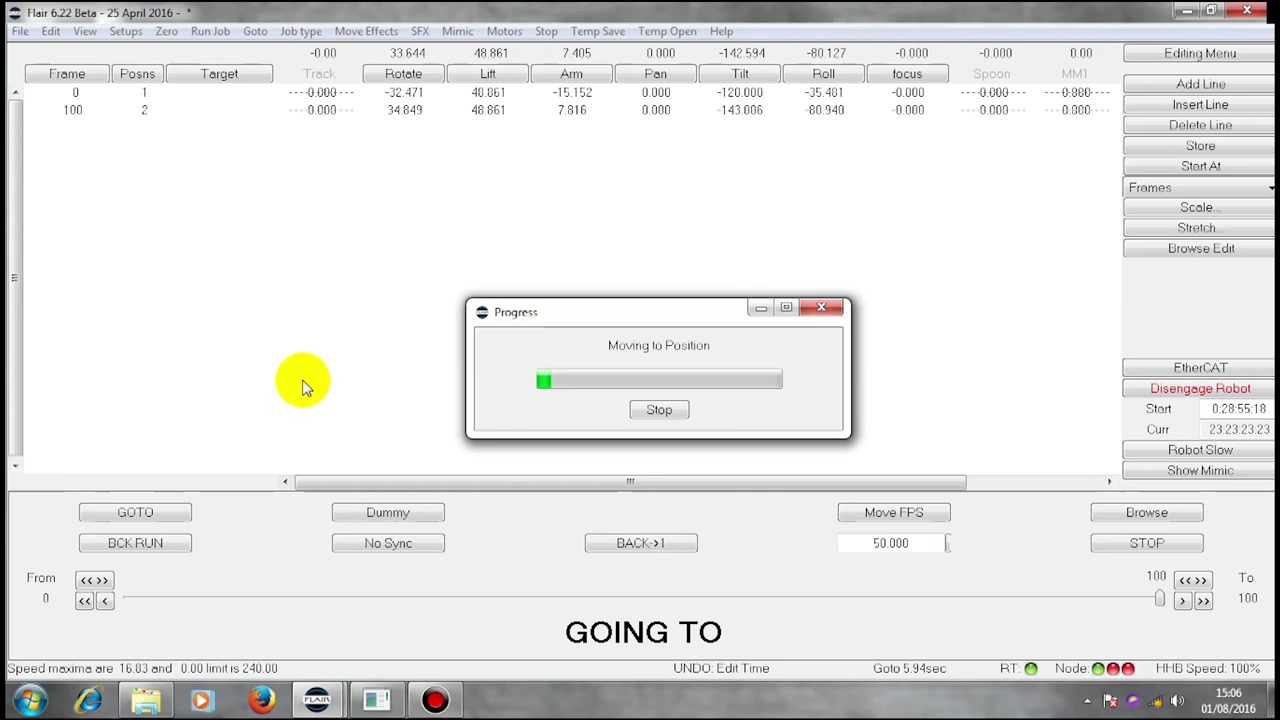 Flair 6.22 Beta - 25 April 2016 - *
File Edit View Setups Zero Run Job Goto Job type Move Effects SFX Mimic Motors Stop Temp Save Temp Open Help
-0.00 33.644 48.861 7.405 0.000 -142.594 -80.127 -0.000 -0.000 0.00
Frame Posns Target Track Rotate Lift Arm Pan Tilt Roll focus Spoon MM1
0 1 0.000 -32.471 48.861 -15.152 0.000 -120.000 -35.401 -0.000 0.000
100 2 0.000 34.849 48.861 7.816 0.000 -143.006 -80.940 -0.000 0.000 0.000
Editing Menu
Add Line
Insert Line
Delete Line
Store
Start At
Frames
Scale...
Stretch...
Browse Edit
Progress
Moving to Position
Stop
EtherCAT
Disengage Robot
Start 0:28:55:18
Curr 23.23.23.23
Robot Slow
Show Mimic
GOTO Dummy Move FPS Browse
BCK RUN No Sync BACK->1 50.000 STOP
From << >> 100 << >> To
0 << < > >> 100
GOING TO
Speed maxima are 16.83 and 0.00 limit is 240.00 UNDO: Edit Time Goto 5.94sec RT: Node: HHB Speed: 100%
FLAIR
15:06
01/08/2016